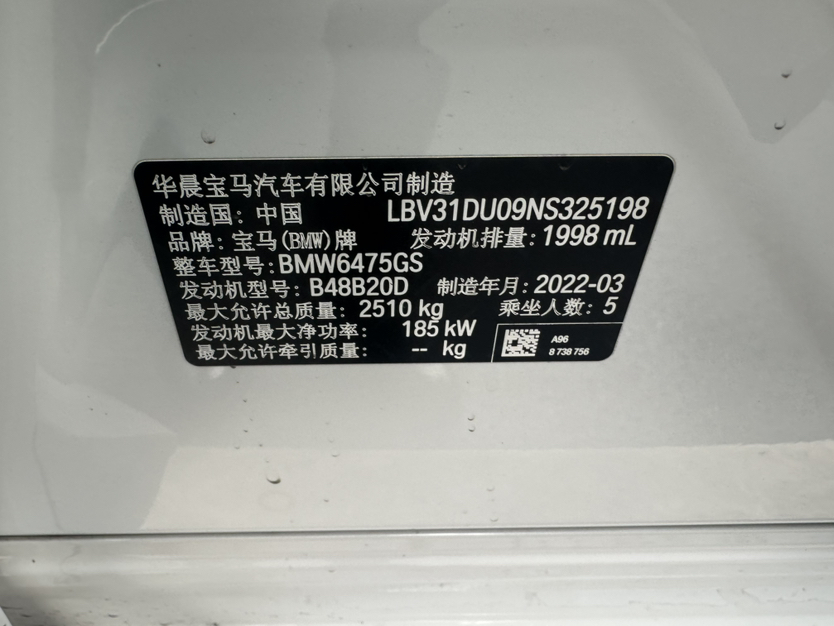 华晨宝马汽车有限公司制造
制造国：中国 LBV31DU09NS325198
品牌：宝马(BMW)牌 发动机排量：1998 mL
整车型号：BMW6475GS
发动机型号：B48B20D 制造年月：2022-03
最大允许总质量：2510 kg 乘坐人数：5
发动机最大净功率： 185 kW
最大允许牵引质量： -- kg
A96
8 738 756